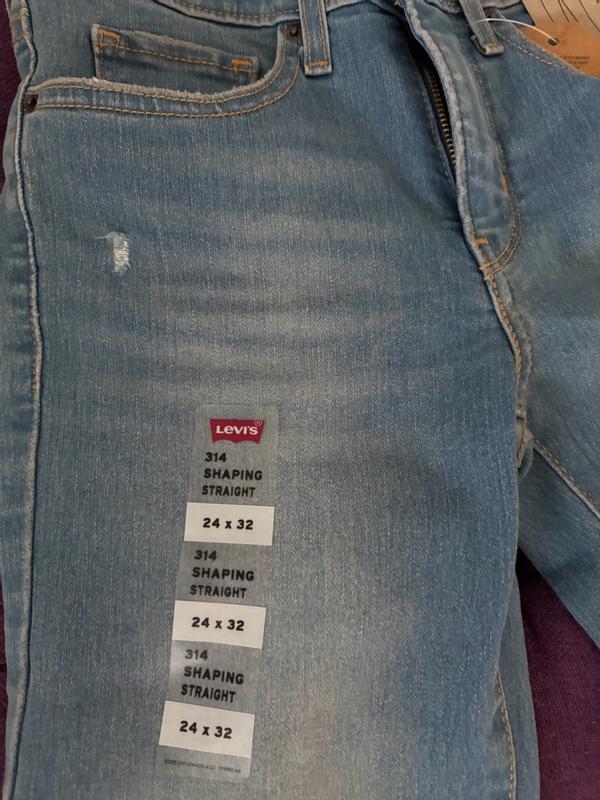 LEVI'S
314
SHAPING
STRAIGHT
24 x 32
314
SHAPING
STRAIGHT
24 x 32
314
SHAPING
STRAIGHT
24 x 32